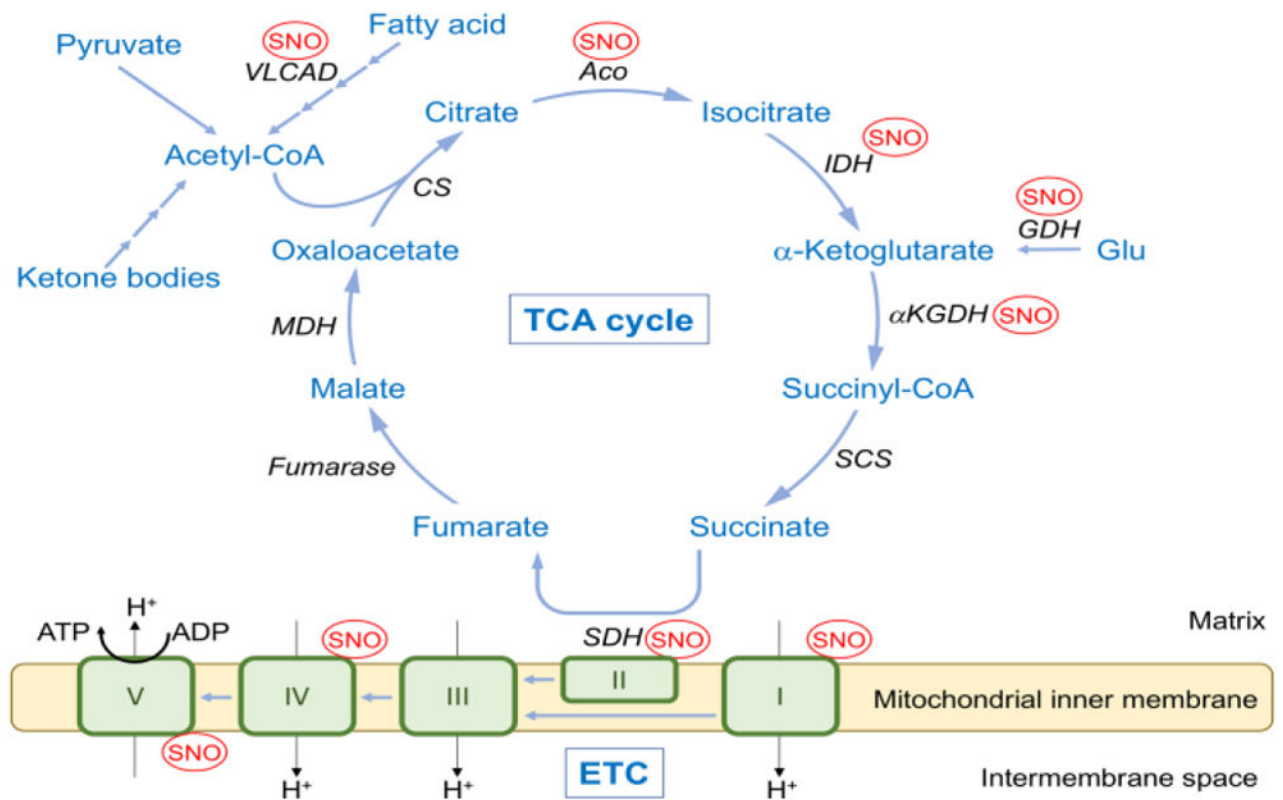 Fatty acid
Pyruvate
SNO
VLCAD
SNO
Aco
Citrate
Isocitrate
SNO
IDH
Acetyl-CoA
CS
SNO
GDH
Oxaloacetate
α-Ketoglutarate
Glu
Ketone bodies
MDH
TCA cycle
αKGDH
SNO
Malate
Succinyl-CoA
Fumarase
SCS
Fumarate
Succinate
H⁺
ATP
ADP
SNO
SDH
SNO
SNO
Matrix
V
IV
III
II
I
Mitochondrial inner membrane
SNO
H⁺
H⁺
ETC
H⁺
Intermembrane space